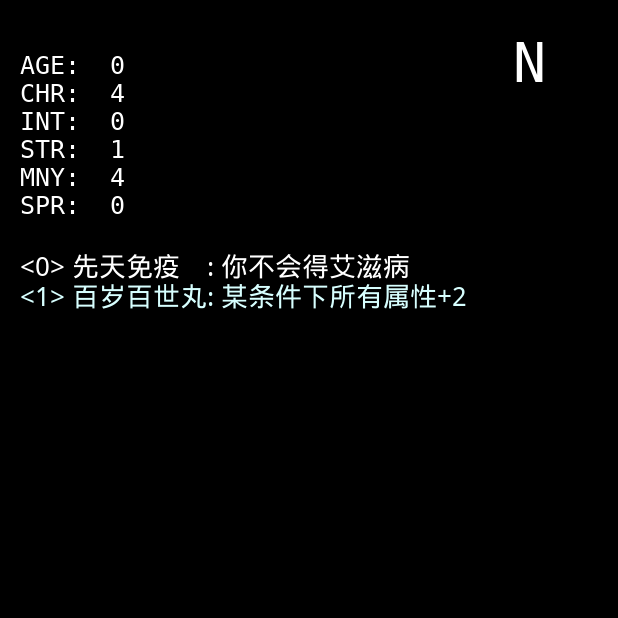 N
AGE: 0
CHR: 4
INT: 0
STR: 1
MNY: 4
SPR: 0
<0> 先天免疫 : 你不会得艾滋病
<1> 百岁百世丸: 某条件下所有属性+2